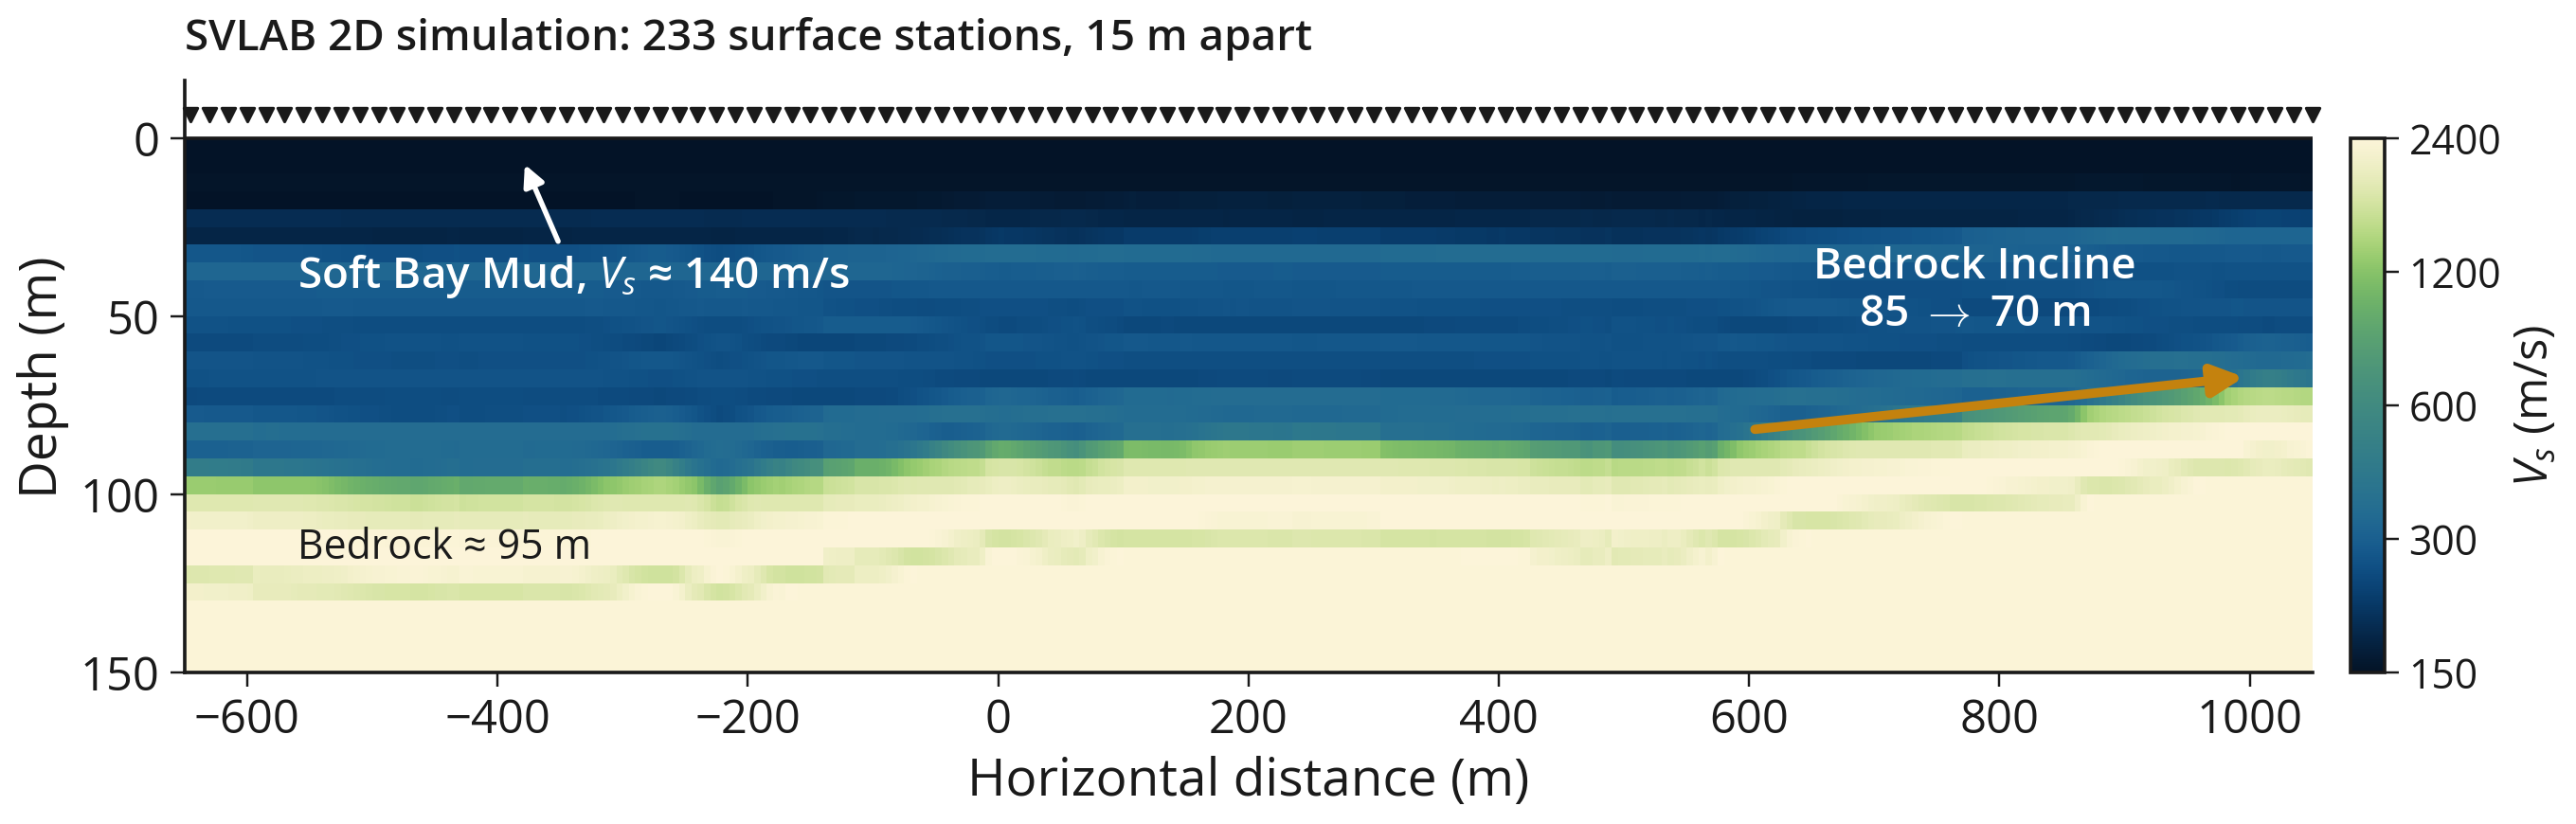 SVLAB 2D simulation: 233 surface stations, 15 m apart
0
50
100
150
Depth (m)
Soft Bay Mud, Vs ≈ 140 m/s
Bedrock Incline
85 → 70 m
Bedrock ≈ 95 m
−600
−400
−200
0
200
400
600
800
1000
Horizontal distance (m)
2400
1200
600
300
150
Vs (m/s)